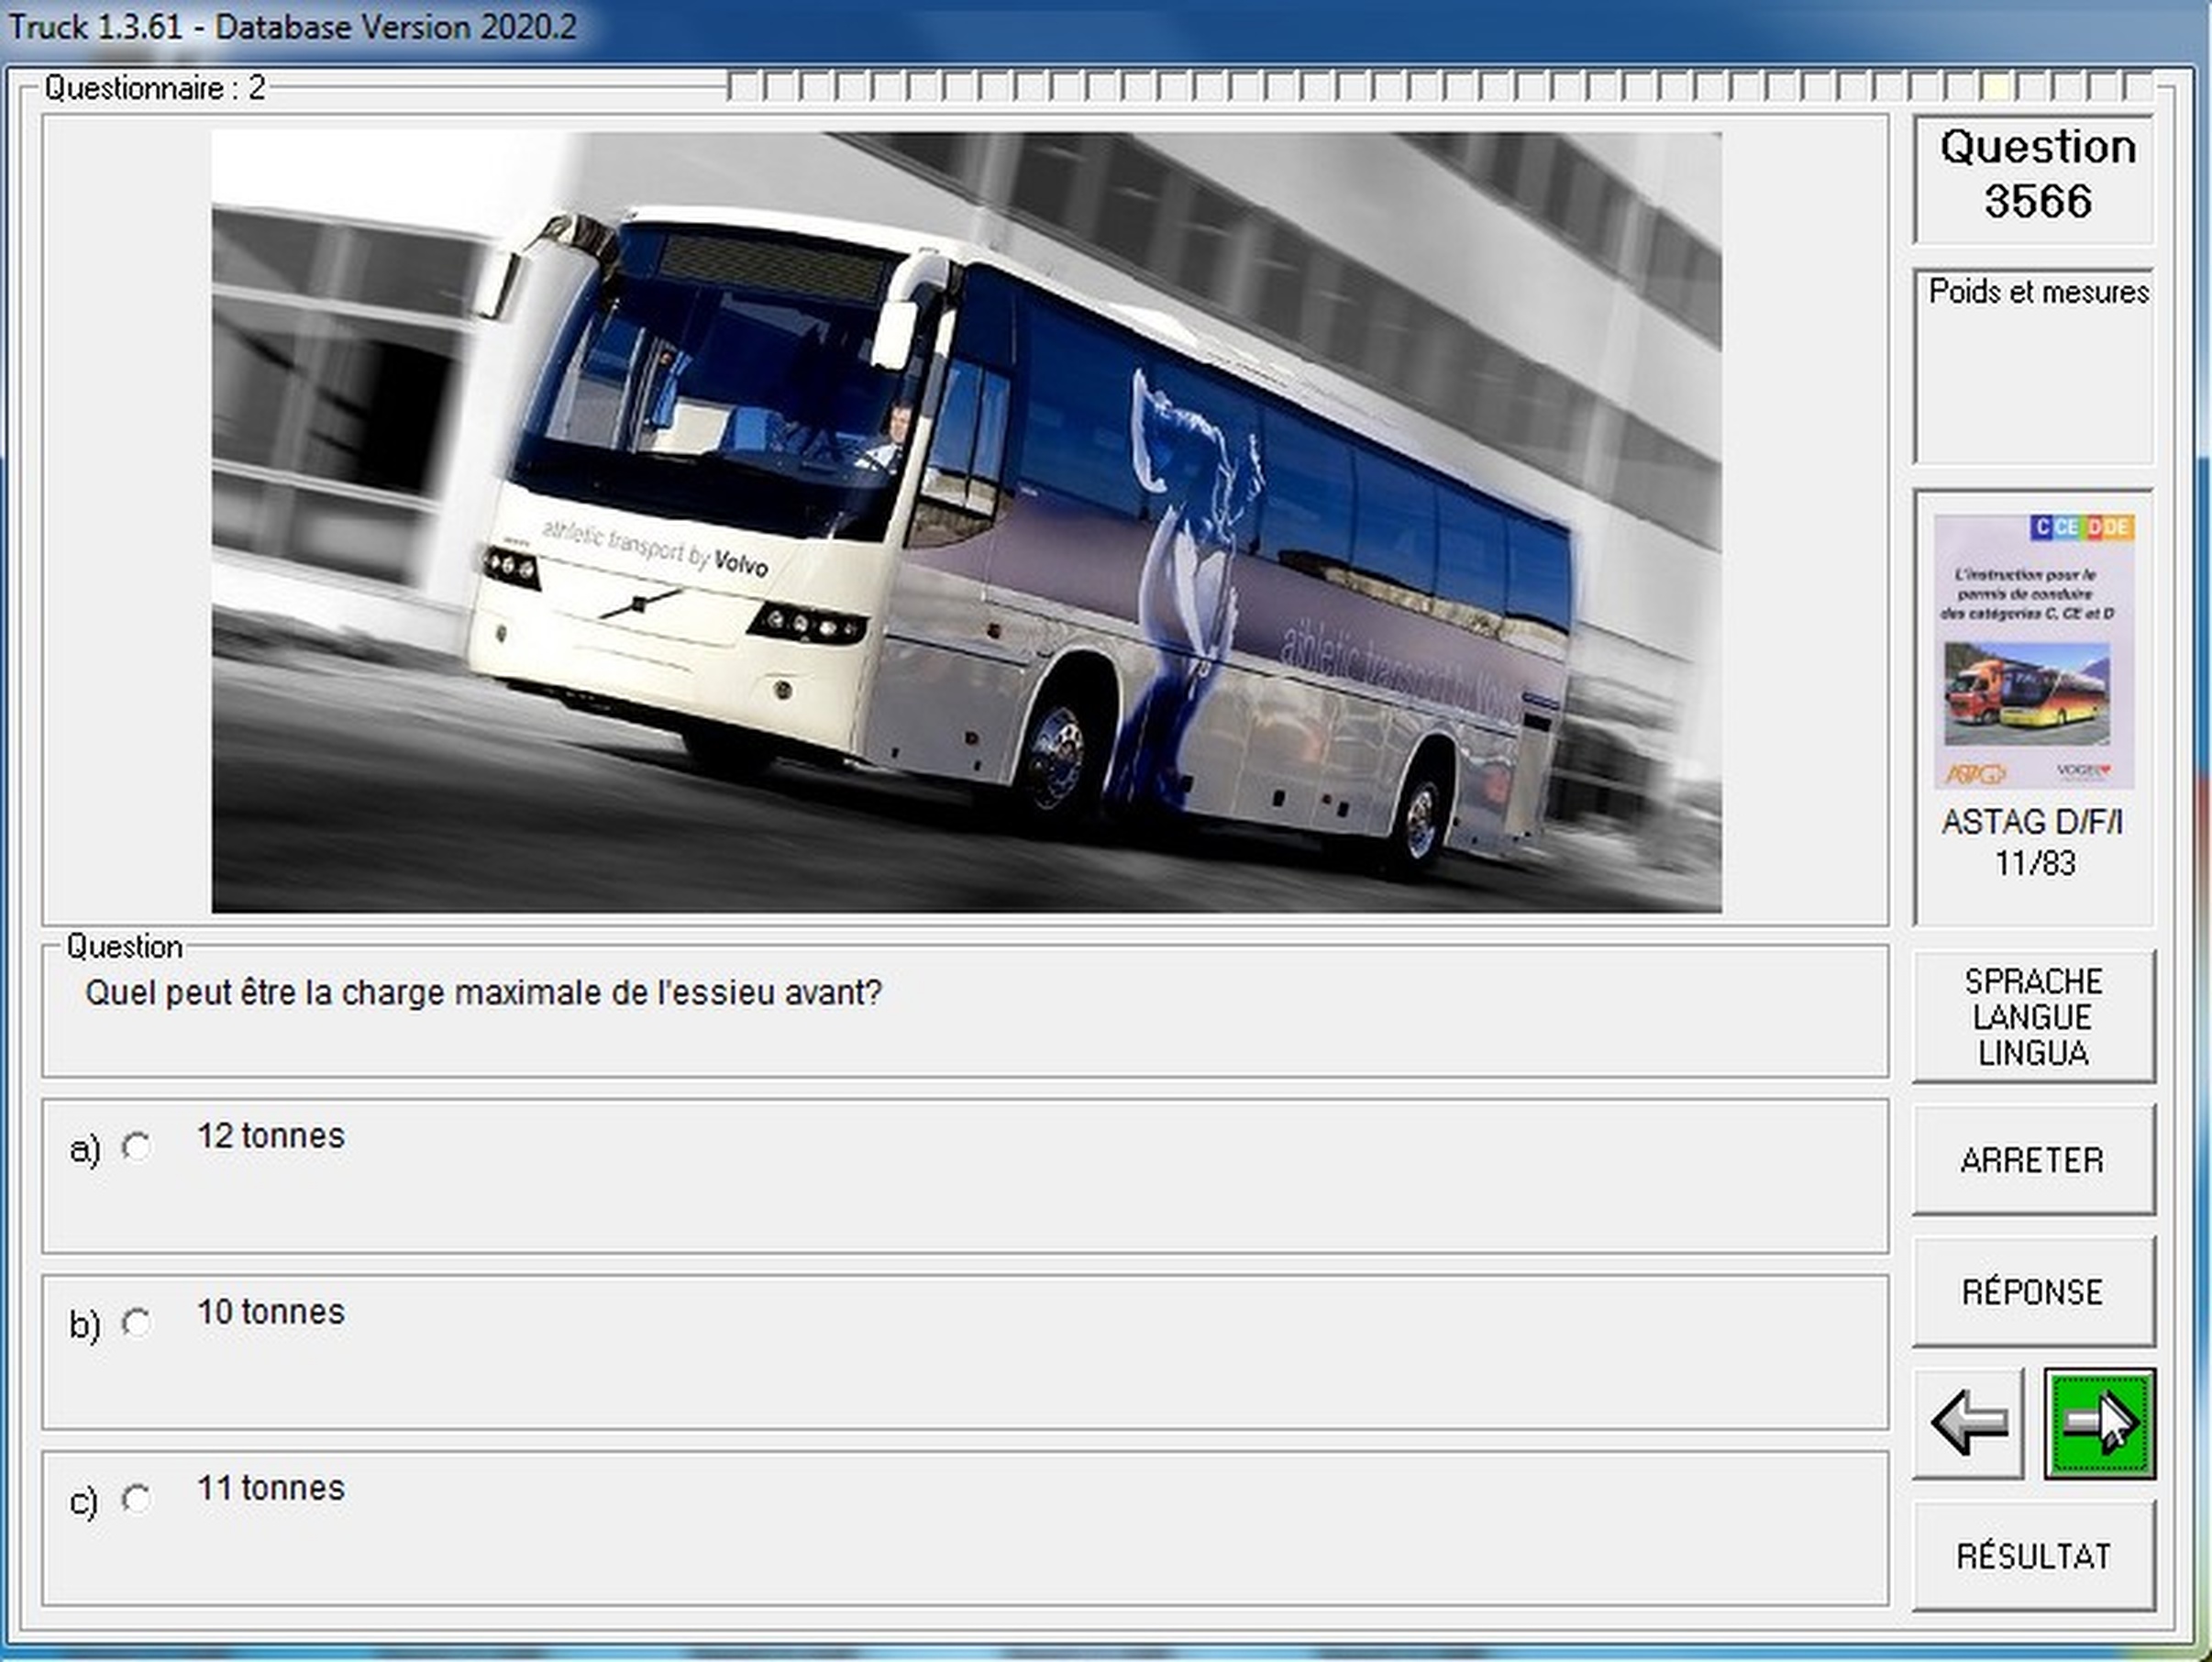 Truck 1.3.61 - Database Version 2020.2
Questionnaire : 2
Question
3566
Poids et mesures
athletic transport by Volvo
athletic transport by Volvo
C CE D DE
L'instruction pour le
permis de conduire
des catégories C, CE et D
ASTAG
VOGEL
ASTAG D/F/I
11/83
Question
Quel peut être la charge maximale de l'essieu avant?
SPRACHE
LANGUE
LINGUA
a) 12 tonnes
ARRETER
b) 10 tonnes
RÉPONSE
c) 11 tonnes
RÉSULTAT